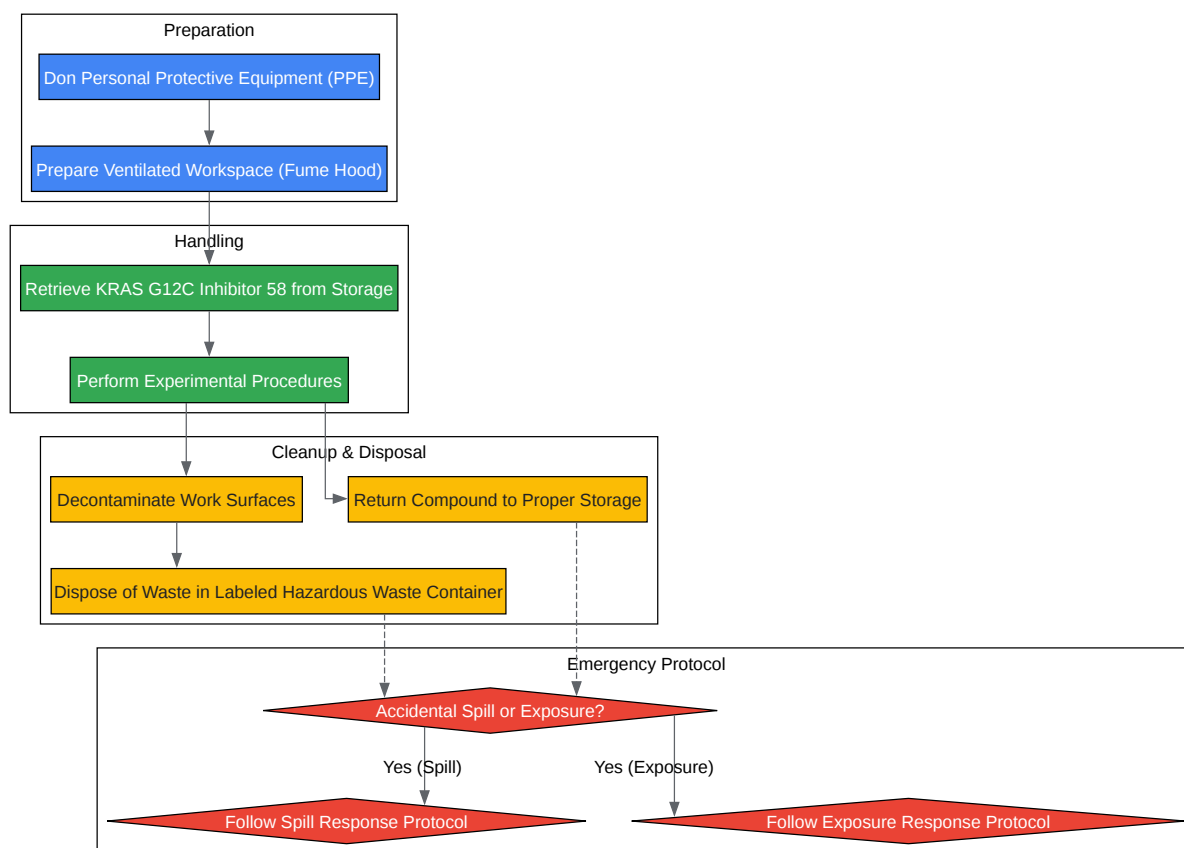 Preparation
Don Personal Protective Equipment (PPE)
Prepare Ventilated Workspace (Fume Hood)
Handling
Retrieve KRAS G12C Inhibitor 58 from Storage
Perform Experimental Procedures
Cleanup & Disposal
Decontaminate Work Surfaces
Return Compound to Proper Storage
Dispose of Waste in Labeled Hazardous Waste Container
Emergency Protocol
Accidental Spill or Exposure?
Yes (Spill)
Yes (Exposure)
Follow Spill Response Protocol
Follow Exposure Response Protocol